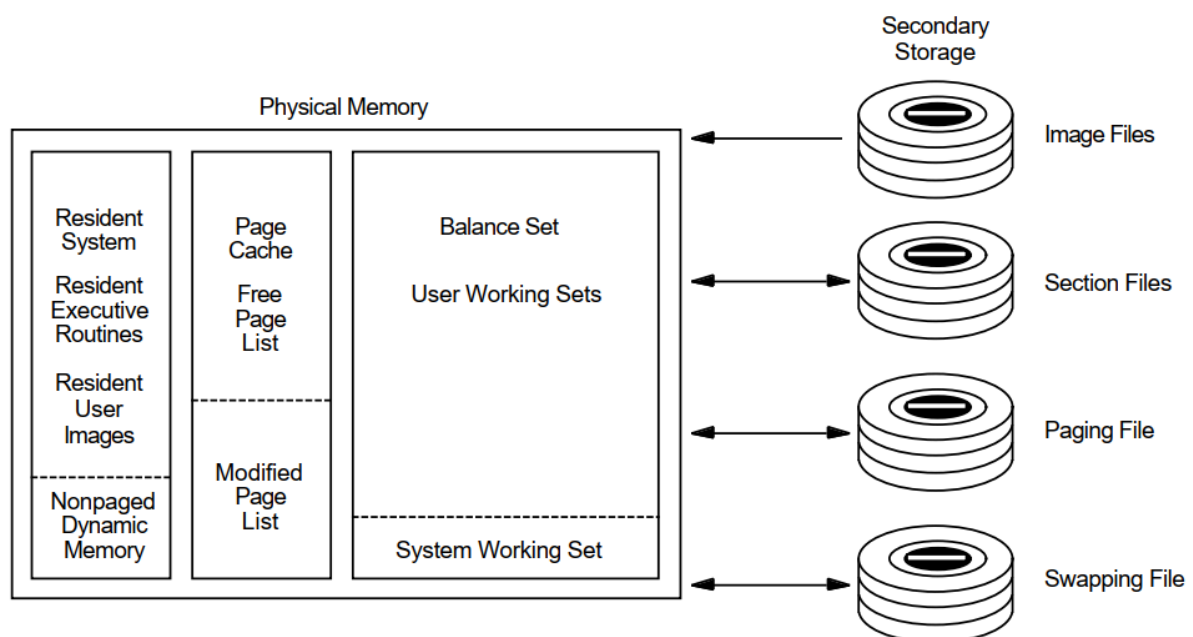 Secondary
Storage
Physical Memory
Image Files
Resident
System
Resident
Executive
Routines
Resident
User
Images
Nonpaged
Dynamic
Memory
Page
Cache
Free
Page
List
Modified
Page
List
Balance Set
User Working Sets
System Working Set
Section Files
Paging File
Swapping File